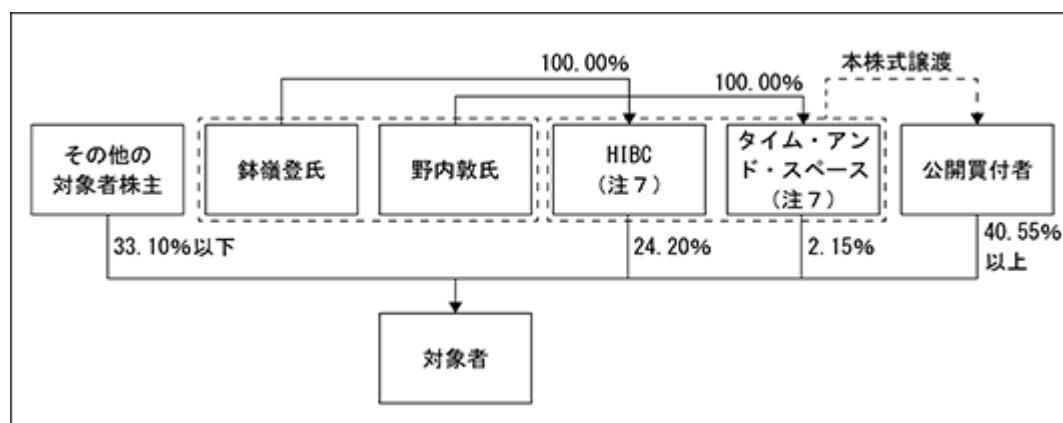 100.00%
本株式譲渡
100.00%
その他の
対象者株主
鉢嶺登氏
野内敦氏
HIBC
（注７）
タイム・アン
ド・スペース
（注７）
公開買付者
33.10%以下
24.20%
2.15%
40.55%
以上
対象者